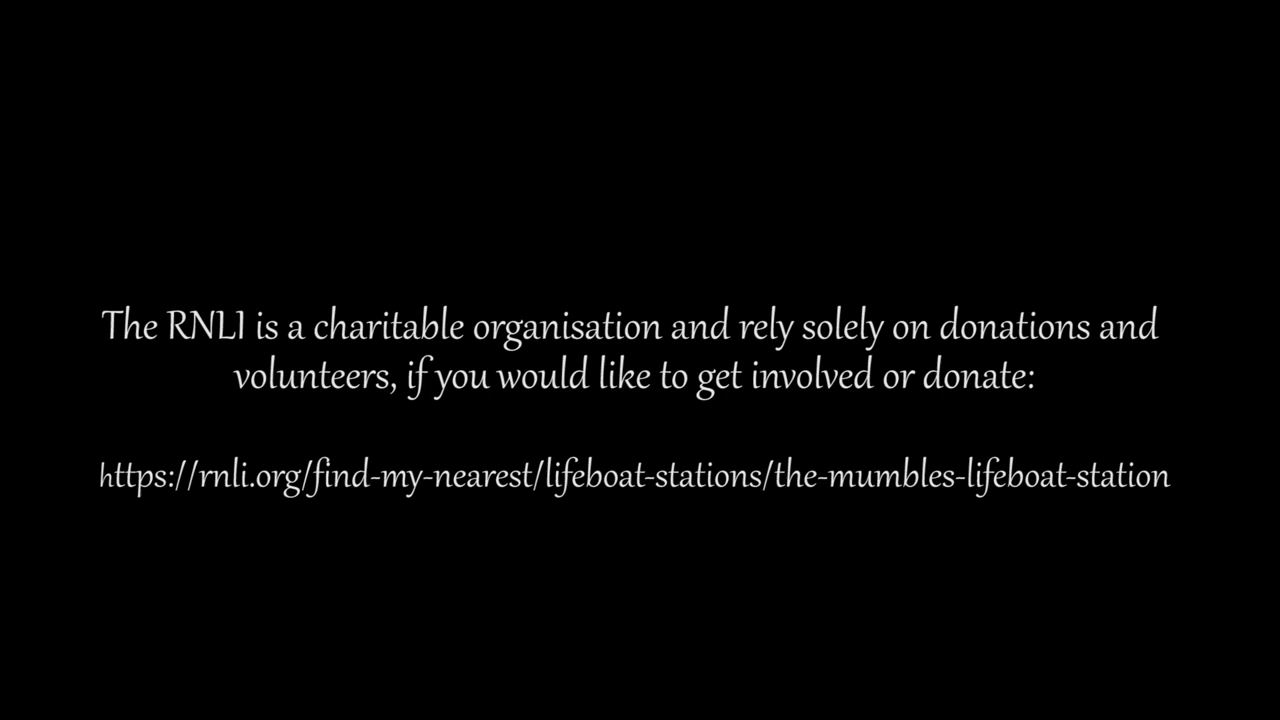 The RNLI is a charitable organisation and rely solely on donations and
volunteers, if you would like to get involved or donate:
https://rnli.org/find-my-nearest/lifeboat-stations/the-mumbles-lifeboat-station